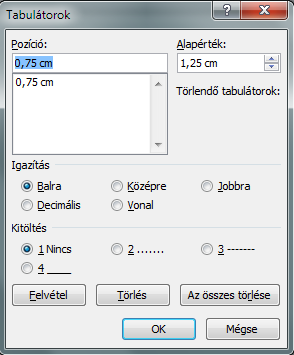 Tabulátorok
Pozíció: Alapérték:
0,75 cm 1,25 cm
0,75 cm
Törlendő tabulátorok:
Igazítás
Balra Középre Jobbra
Decimális Vonal
Kitöltés
1 Nincs 2 ....... 3 -------
4 ____
Felvétel Törlés Az összes törlése
OK Mégse